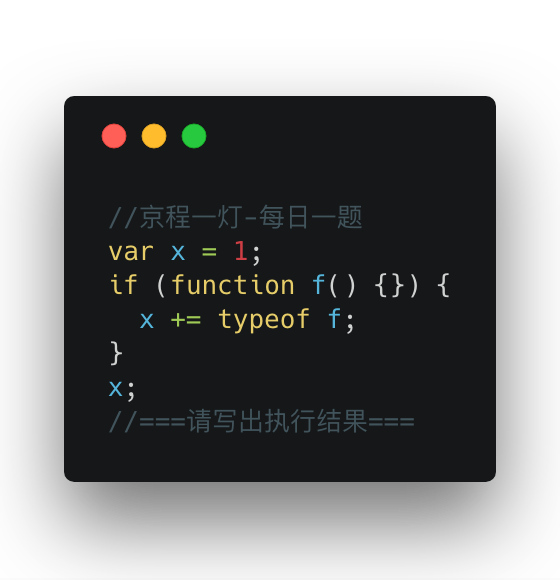 //京程一灯-每日一题
var x = 1;
if (function f() {}) {
  x += typeof f;
}
x;
//===请写出执行结果===